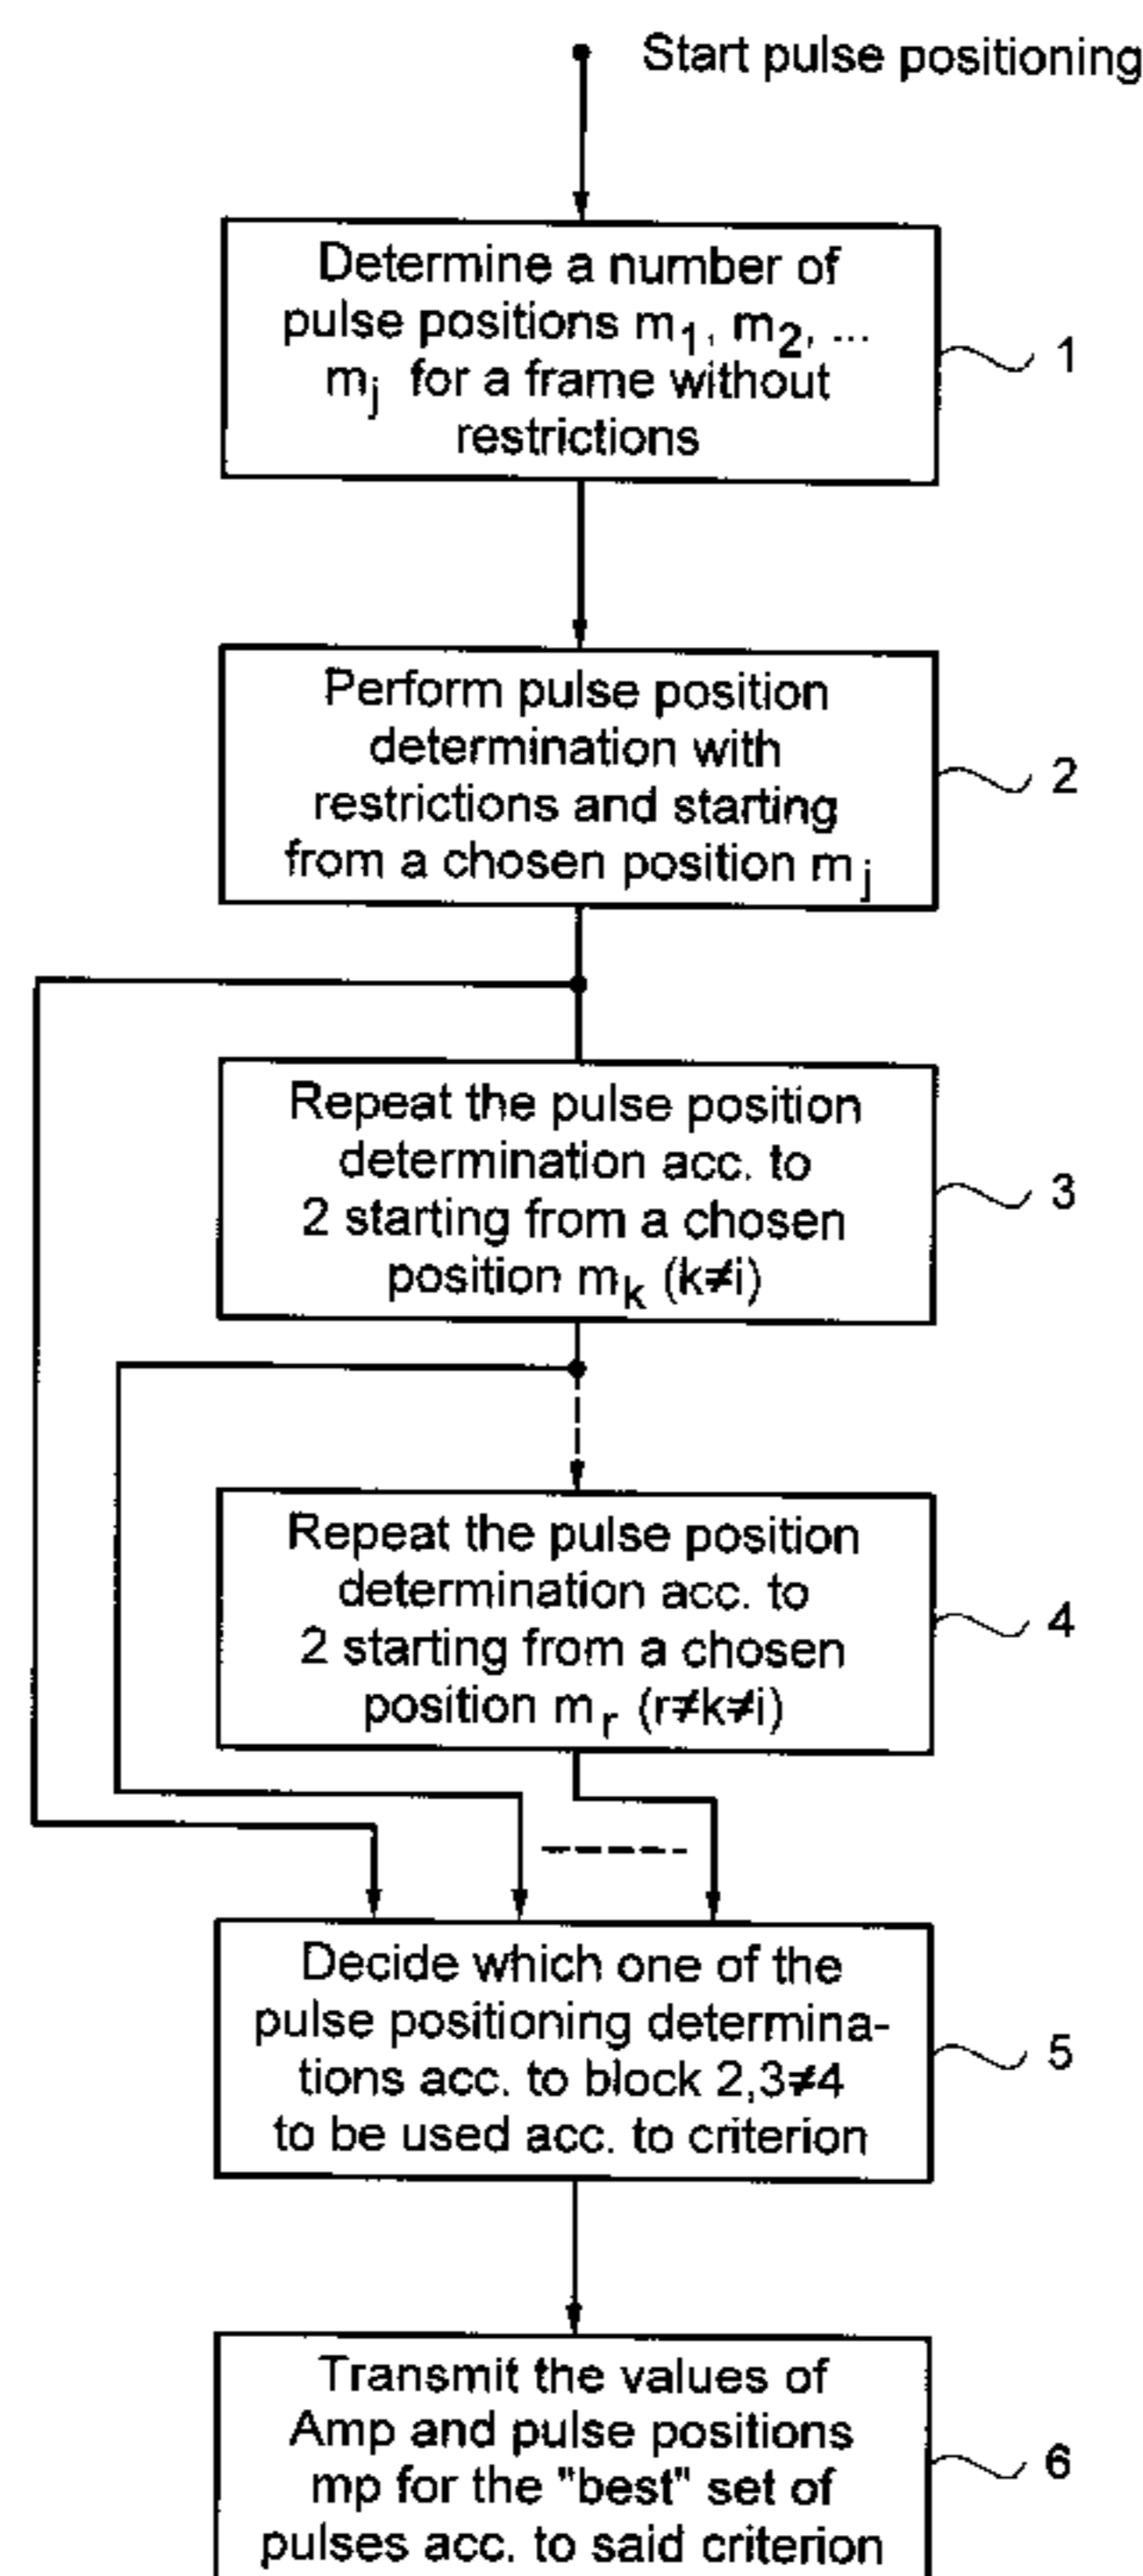 Start pulse positioning
Determine a number of
pulse positions m1, m2, ...
mj for a frame without
restrictions
1
Perform pulse position
determination with
restrictions and starting
from a chosen position mj
2
Repeat the pulse position
determination acc. to
2 starting from a chosen
position mk (k≠i)
3
Repeat the pulse position
determination acc. to
2 starting from a chosen
position mr (r≠k≠i)
4
Decide which one of the
pulse positioning determina-
tions acc. to block 2,3≠4
to be used acc. to criterion
5
Transmit the values of
Amp and pulse positions
mp for the "best" set of
pulses acc. to said criterion
6